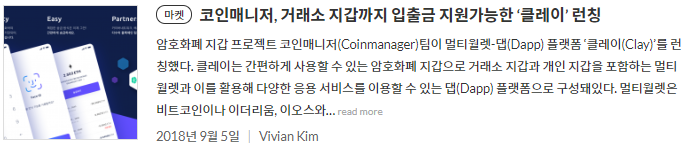 Easy
Partner
마켓
코인매니저, 거래소 지갑까지 입출금 지원가능한 ‘클레이’ 런칭
암호화폐 지갑 프로젝트 코인매니저(Coinmanager)팀이 멀티월렛-댑(Dapp) 플랫폼 ‘클레이(Clay)’를 런
칭했다. 클레이는 간편하게 사용할 수 있는 암호화폐 지갑으로 거래소 지갑과 개인 지갑을 포함하는 멀티
월렛과 이를 활용해 다양한 응용 서비스를 이용할 수 있는 댑(Dapp) 플랫폼으로 구성돼있다. 멀티월렛은
비트코인이나 이더리움, 이오스와... read more
2018년 9월 5일 | Vivian Kim